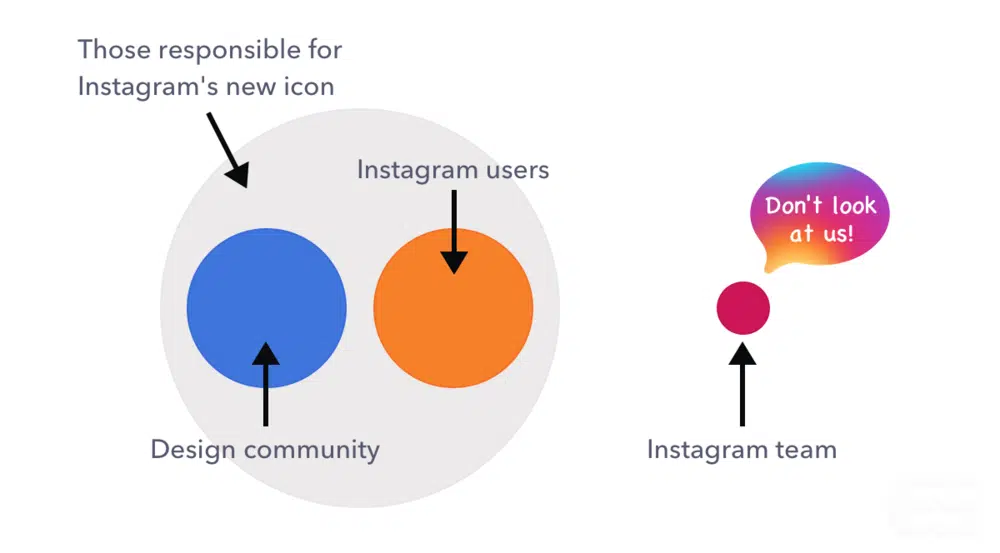 Those responsible for
Instagram's new icon
Instagram users
Don't look
at us!
Design community
Instagram team